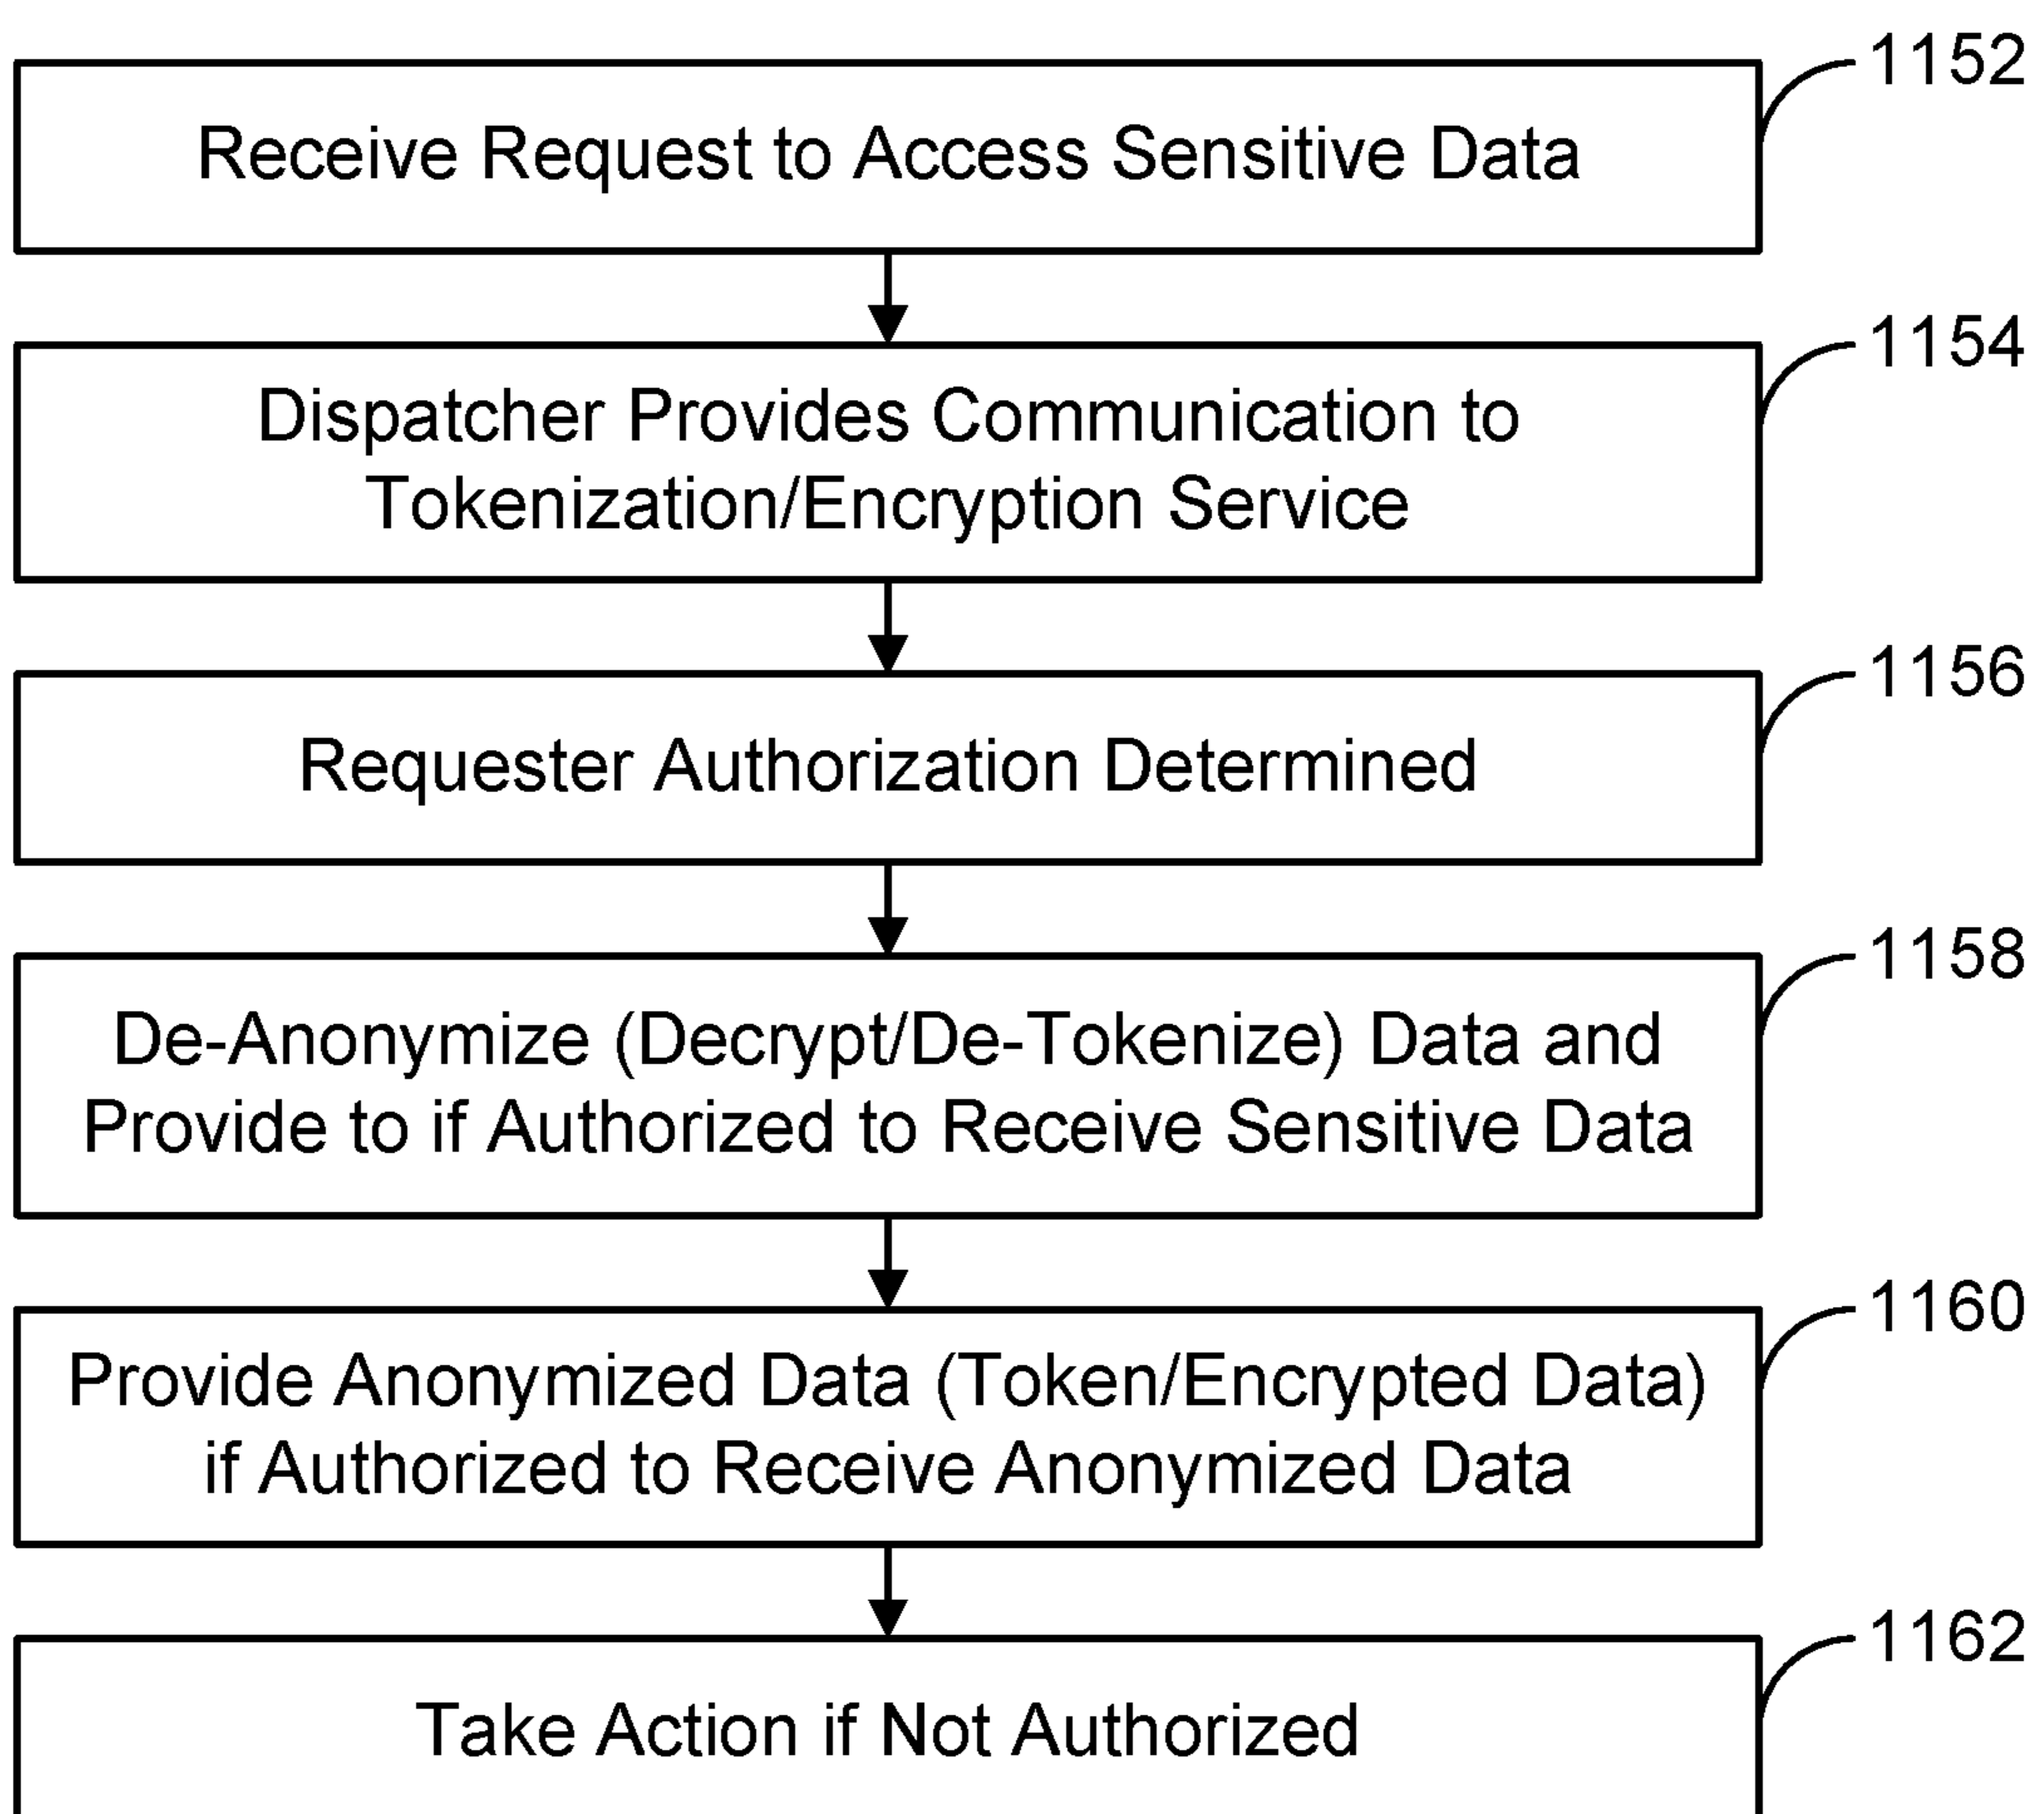 1152
Receive Request to Access Sensitive Data
1154
Dispatcher Provides Communication to
Tokenization/Encryption Service
1156
Requester Authorization Determined
1158
De-Anonymize (Decrypt/De-Tokenize) Data and
Provide to if Authorized to Receive Sensitive Data
1160
Provide Anonymized Data (Token/Encrypted Data)
if Authorized to Receive Anonymized Data
1162
Take Action if Not Authorized